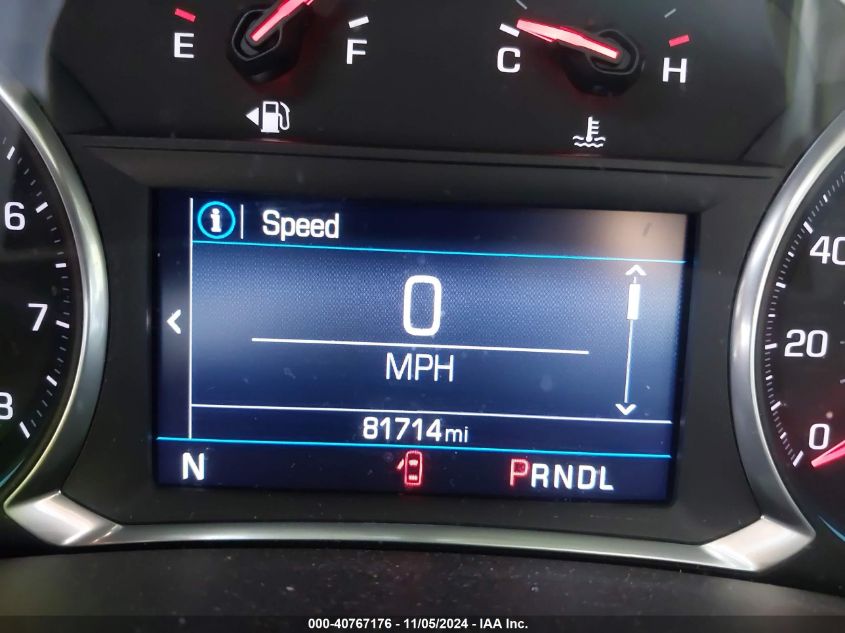 E F C H
6
7
8
Speed
0
MPH
81714mi
N PRNDL
40
20
0
000-40767176 - 11/05/2024 - IAA Inc.